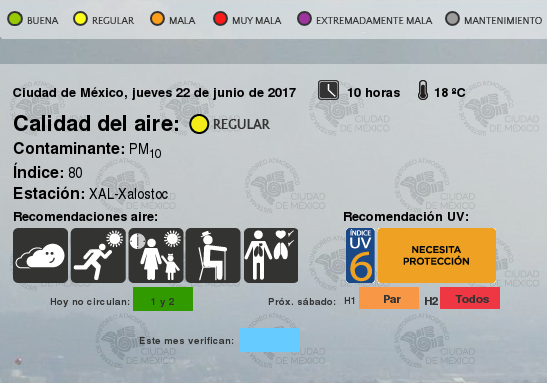 BUENA REGULAR MALA MUY MALA EXTREMADAMENTE MALA MANTENIMIENTO
Ciudad de México, jueves 22 de junio de 2017 10 horas 18 ºC
Calidad del aire: REGULAR
Contaminante: PM10
Índice: 80
Estación: XAL-Xalostoc
Recomendaciones aire: Recomendación UV:
ÍNDICE
UV
6
NECESITA
PROTECCIÓN
Hoy no circulan: 1 y 2 Próx. sábado: H1 Par H2 Todos
Este mes verifican:
CIUDAD
DE MÉXICO